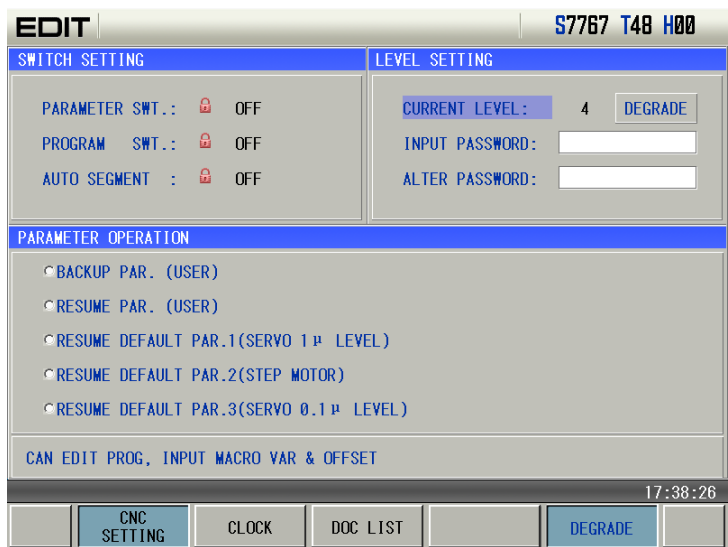 EDIT S7767 T48 H00
SWITCH SETTING
PARAMETER SWT.: OFF
PROGRAM SWT.: OFF
AUTO SEGMENT : OFF
LEVEL SETTING
CURRENT LEVEL: 4 DEGRADE
INPUT PASSWORD:
ALTER PASSWORD:
PARAMETER OPERATION
BACKUP PAR. (USER)
RESUME PAR. (USER)
RESUME DEFAULT PAR.1(SERVO 1μ LEVEL)
RESUME DEFAULT PAR.2(STEP MOTOR)
RESUME DEFAULT PAR.3(SERVO 0.1μ LEVEL)
CAN EDIT PROG, INPUT MACRO VAR & OFFSET
17:38:26
CNC SETTING CLOCK DOC LIST DEGRADE